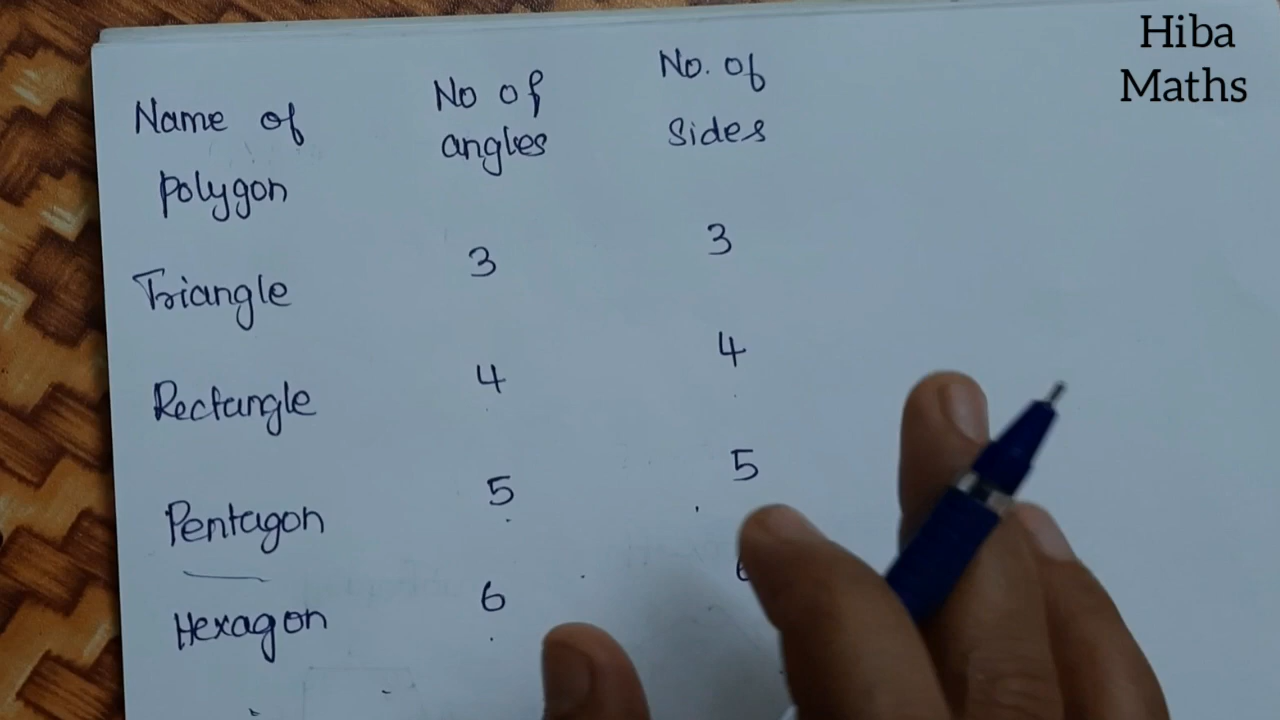 Hiba
Maths
Name of
polygon
No of
angles
No. of
Sides
Triangle 3 3
Rectangle 4 4
Pentagon 5 5
Hexagon 6